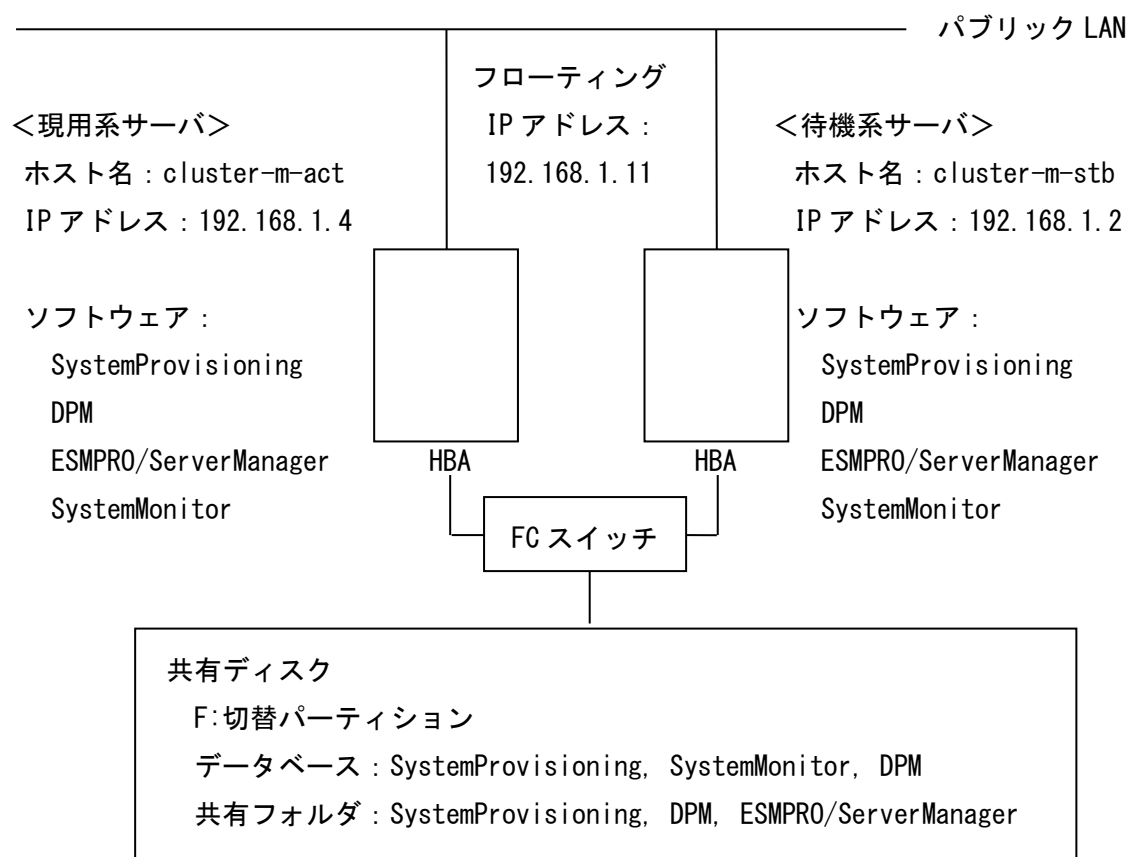 パブリック LAN
フローティング
IP アドレス：
192.168.1.11
＜現用系サーバ＞
ホスト名：cluster-m-act
IP アドレス：192.168.1.4
＜待機系サーバ＞
ホスト名：cluster-m-stb
IP アドレス：192.168.1.2
ソフトウェア：
SystemProvisioning
DPM
ESMPRO/ServerManager
SystemMonitor
ソフトウェア：
SystemProvisioning
DPM
ESMPRO/ServerManager
SystemMonitor
HBA
HBA
FC スイッチ
共有ディスク
F:切替パーティション
データベース：SystemProvisioning, SystemMonitor, DPM
共有フォルダ：SystemProvisioning, DPM, ESMPRO/ServerManager